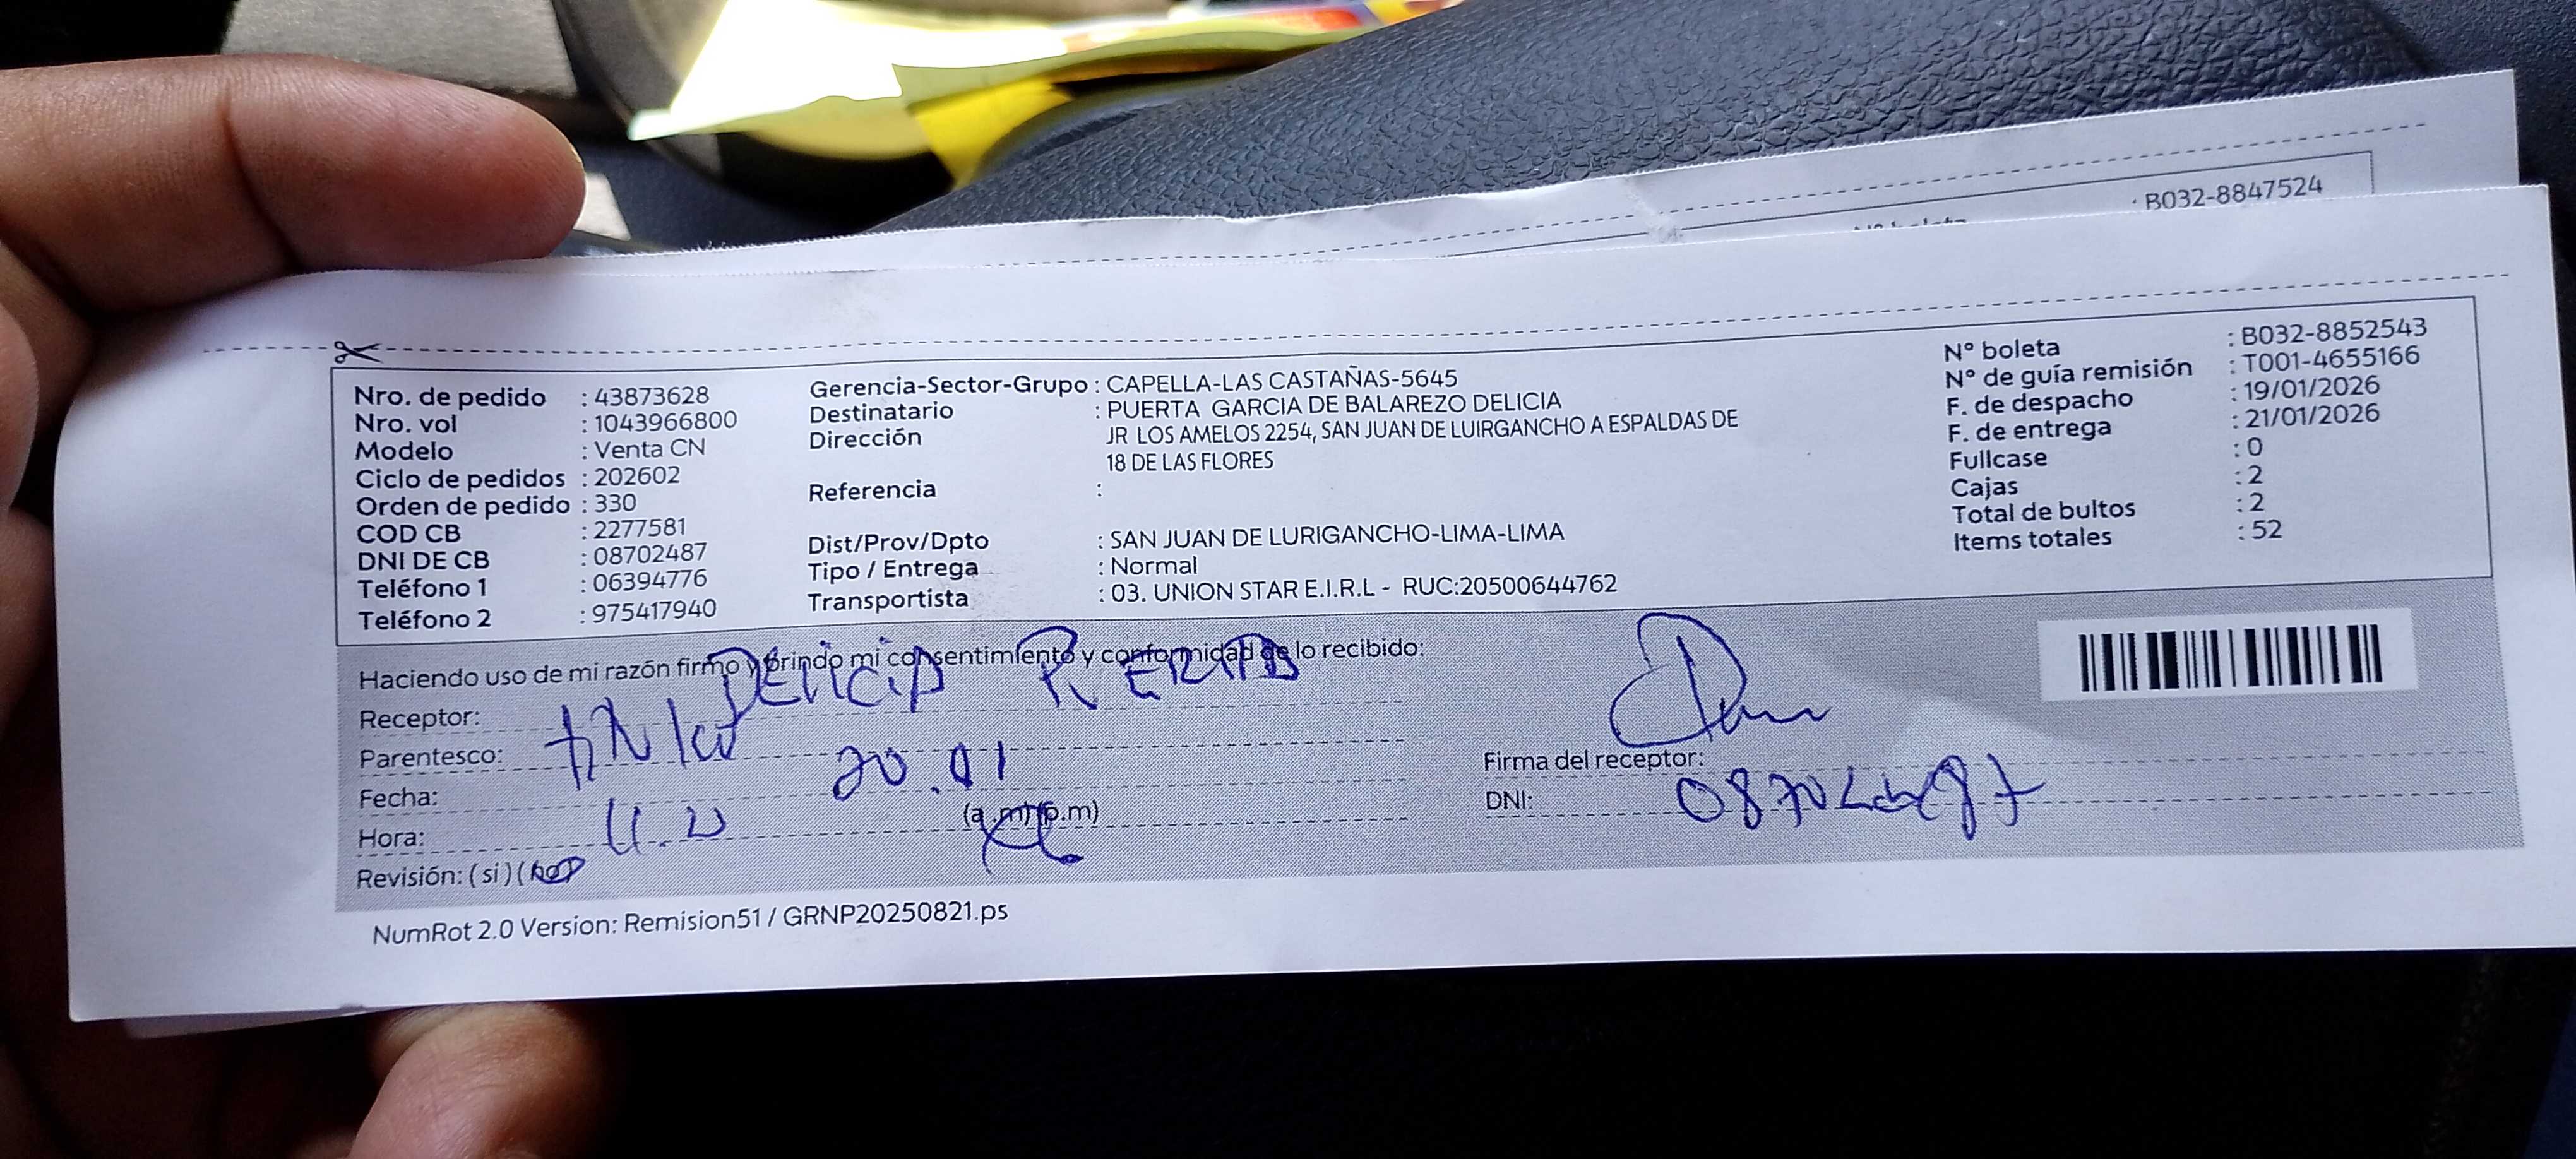 : B032-8847524
Nro. de pedido : 43873628
Nro. vol : 1043966800
Modelo : Venta CN
Ciclo de pedidos : 202602
Orden de pedido : 330
COD CB : 2277581
DNI DE CB : 08702487
Teléfono 1 : 06394776
Teléfono 2 : 975417940
Gerencia-Sector-Grupo : CAPELLA-LAS CASTAÑAS-5645
Destinatario : PUERTA GARCIA DE BALAREZO DELICIA
Dirección JR LOS AMELOS 2254, SAN JUAN DE LUIRGANCHO A ESPALDAS DE
18 DE LAS FLORES
Referencia :
Dist/Prov/Dpto : SAN JUAN DE LURIGANCHO-LIMA-LIMA
Tipo / Entrega : Normal
Transportista : 03. UNION STAR E.I.R.L - RUC:20500644762
N° boleta : B032-8852543
N° de guía remisión : T001-4655166
F. de despacho : 19/01/2026
F. de entrega : 21/01/2026
Fullcase : 0
Cajas : 2
Total de bultos : 2
Items totales : 52
Haciendo uso de mi razón firmo y brindo mi consentimiento y conformidad de lo recibido:
Receptor: DELICIA
Parentesco:
Fecha: 20.01
Hora: (a.m) (p.m)
Revisión: (si) (no)
Firma del receptor:
DNI: 08702487
NumRot 2.0 Version: Remision51 / GRNP20250821.ps